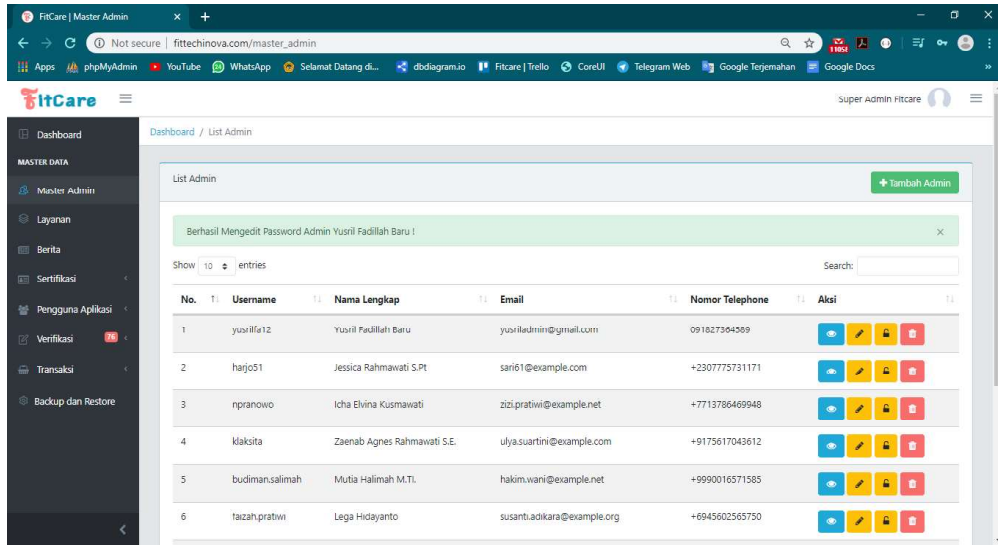 FitCare | Master Admin
Not secure | fittechinova.com/master_admin
Apps phpMyAdmin YouTube WhatsApp Selamat Datang di... dbdiagram.io Fitcare | Trello CoreUI Telegram Web Google Terjemahan Google Docs
FitCare Super Admin Fitcare
Dashboard
Dashboard / List Admin
MASTER DATA
Master Admin
Layanan
Berita
Sertifikasi
Pengguna Aplikasi
Verifikasi 76
Transaksi
Backup dan Restore
List Admin
Tambah Admin
Berhasil Mengedit Password Admin Yusril Fadillah Baru !
Show 10 entries Search:
No. Username Nama Lengkap Email Nomor Telephone Aksi
1 yusrilfa12 Yusril Fadillah Baru yusriladmin@gmail.com 091827364589
2 harjo51 Jessica Rahmawati S.Pt sari61@example.com +2307775731171
3 npranowo Icha Elvina Kusmawati zizi.pratiwi@example.net +7713786469948
4 klaksita Zaenab Agnes Rahmawati S.E. ulya.suartini@example.com +9175617043612
5 budiman.salimah Mutia Halimah M.TI. hakim.wani@example.net +9990016571585
6 faizah.pratiwi Lega Hidayanto susanti.adikara@example.org +6945602565750